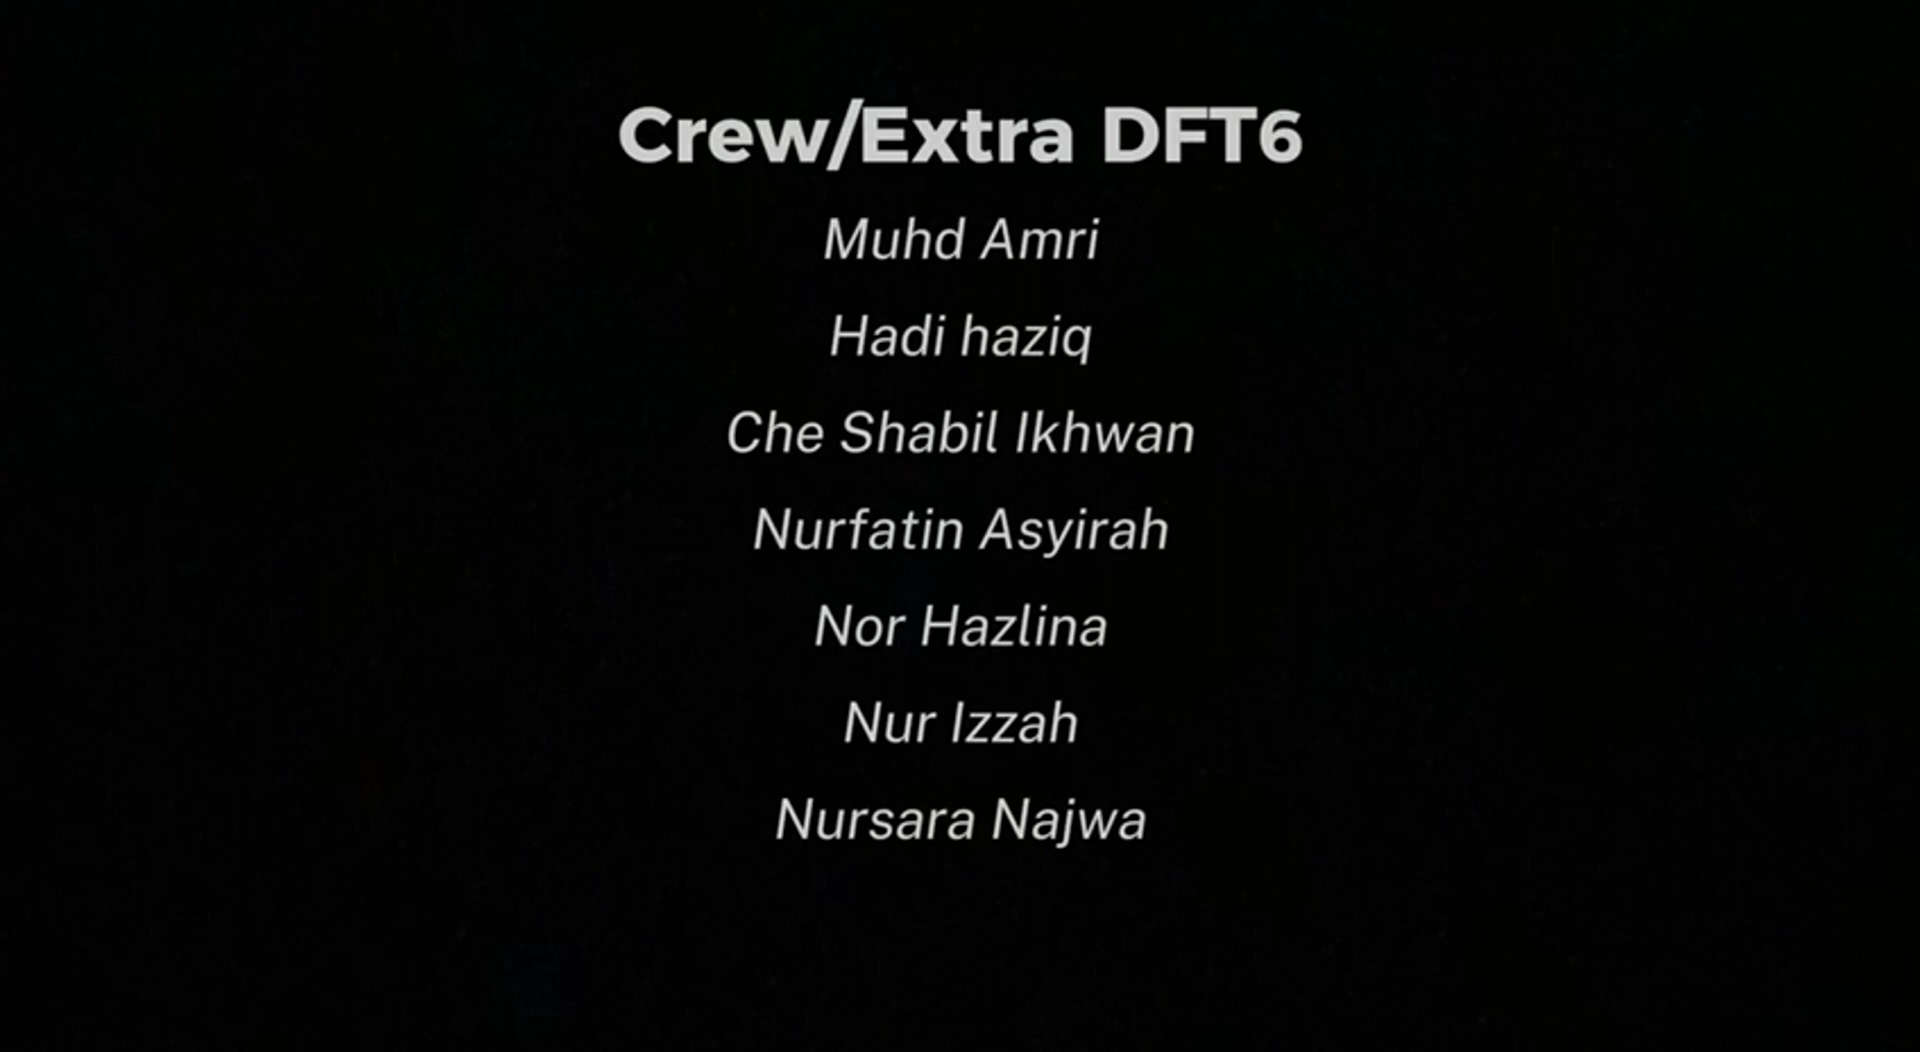 Crew/Extra DFT6
Muhd Amri
Hadi haziq
Che Shabil Ikhwan
Nurfatin Asyirah
Nor Hazlina
Nur Izzah
Nursara Najwa